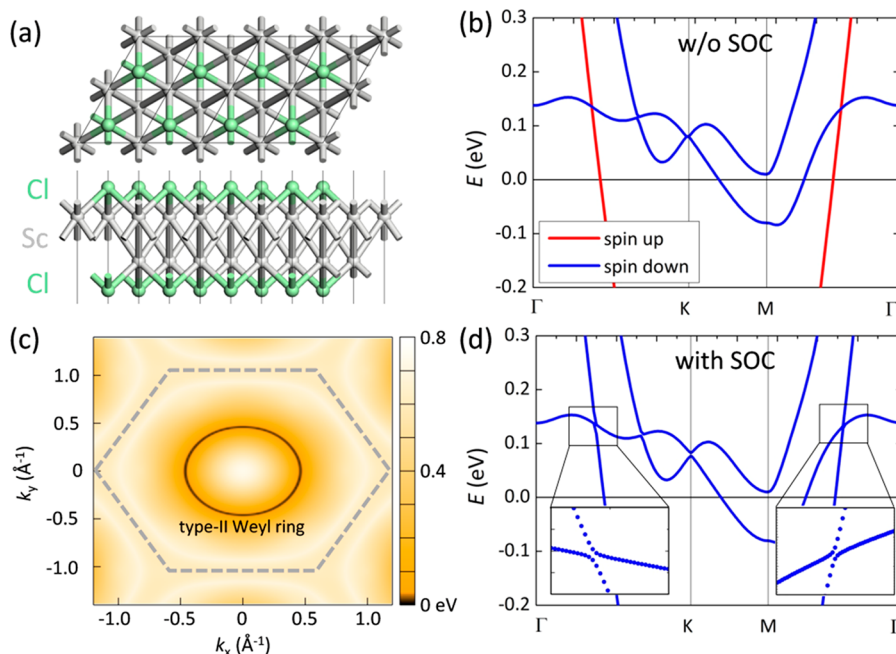 (a)
Cl
Sc
Cl
(b)
w/o SOC
E (eV)
0.3
0.2
0.1
0.0
-0.1
-0.2
spin up
spin down
Γ K M Γ
(c)
k_y (Å⁻¹)
1.0
0.5
0
-0.5
-1.0
type-II Weyl ring
-1.0 -0.5 0 0.5 1.0
k_x (Å⁻¹)
0.8
0.4
0 eV
(d)
with SOC
E (eV)
0.3
0.2
0.1
0.0
-0.1
-0.2
Γ K M Γ